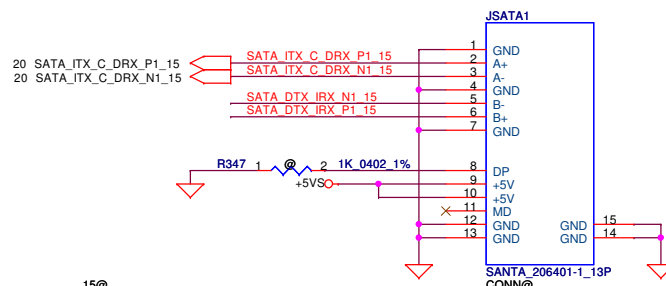 JSATA1
1 GND
20 SATA_ITX_C_DRX_P1_15 SATA_ITX_C_DRX_P1_15 2 A+
20 SATA_ITX_C_DRX_N1_15 SATA_ITX_C_DRX_N1_15 3 A-
4 GND
SATA_DTX_IRX_N1_15 5 B-
SATA_DTX_IRX_P1_15 6 B+
7 GND
R347 1 @ 2 1K_0402_1% 8 DP
+5VS 9 +5V
10 +5V
11 MD
12 GND GND 15
13 GND GND 14
SANTA_206401-1_13P
15@ CONN@